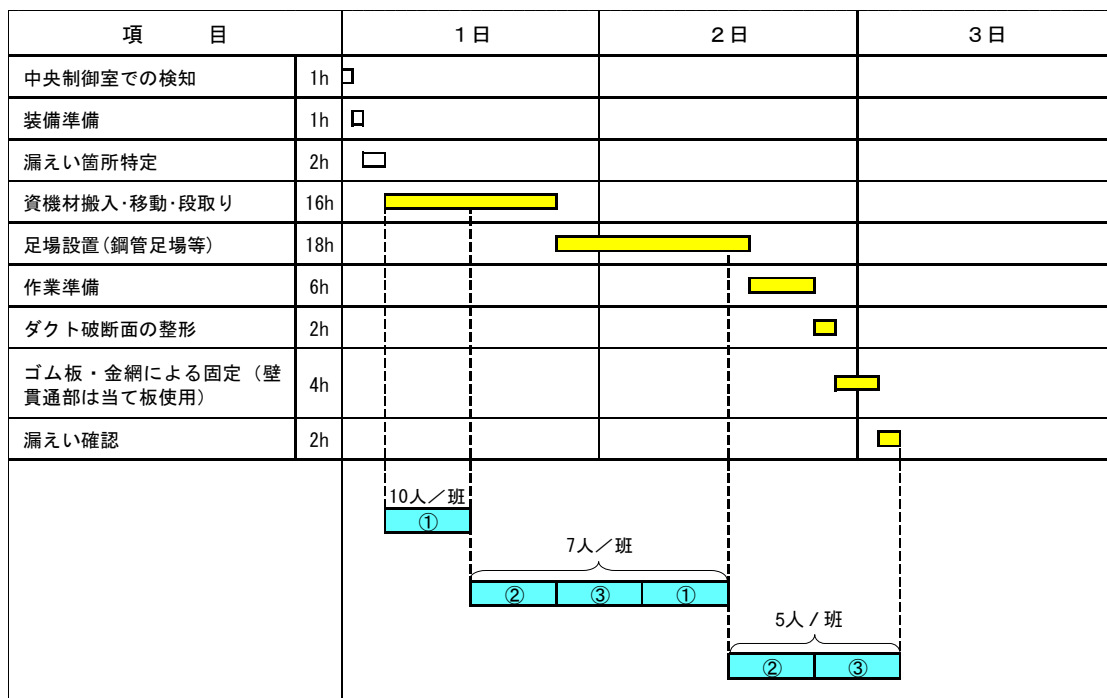 項　　目 １日 ２日 ３日
中央制御室での検知 1h
装備準備 1h
漏えい箇所特定 2h
資機材搬入・移動・段取り 16h
足場設置(鋼管足場等) 18h
作業準備 6h
ダクト破断面の整形 2h
ゴム板・金網による固定（壁
貫通部は当て板使用） 4h
漏えい確認 2h
10人／班
①
7人／班
② ③ ①
5人／班
② ③